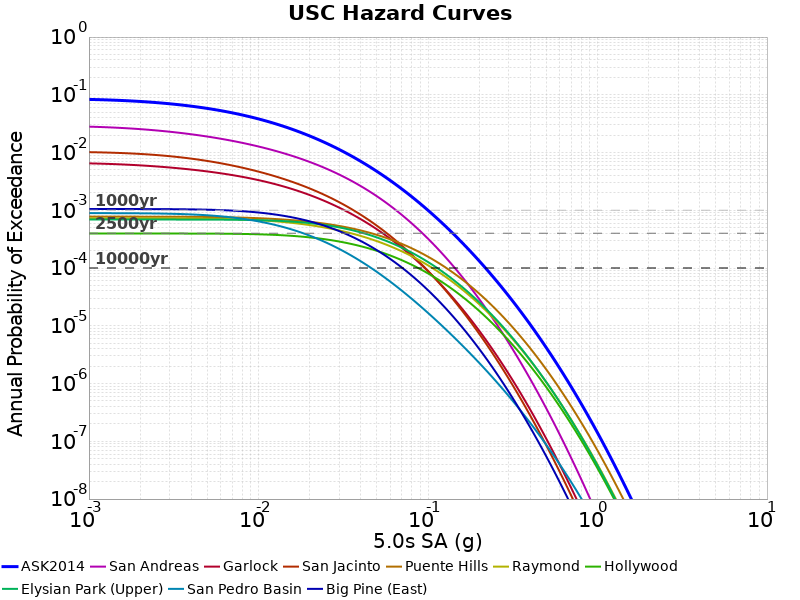 USC Hazard Curves
Annual Probability of Exceedance
10^0
10^-1
10^-2
10^-3
10^-4
10^-5
10^-6
10^-7
10^-8
1000yr
2500yr
10000yr
10^-3 10^-2 10^-1 10^0 10^1
5.0s SA (g)
ASK2014 San Andreas Garlock San Jacinto Puente Hills Raymond Hollywood
Elysian Park (Upper) San Pedro Basin Big Pine (East)